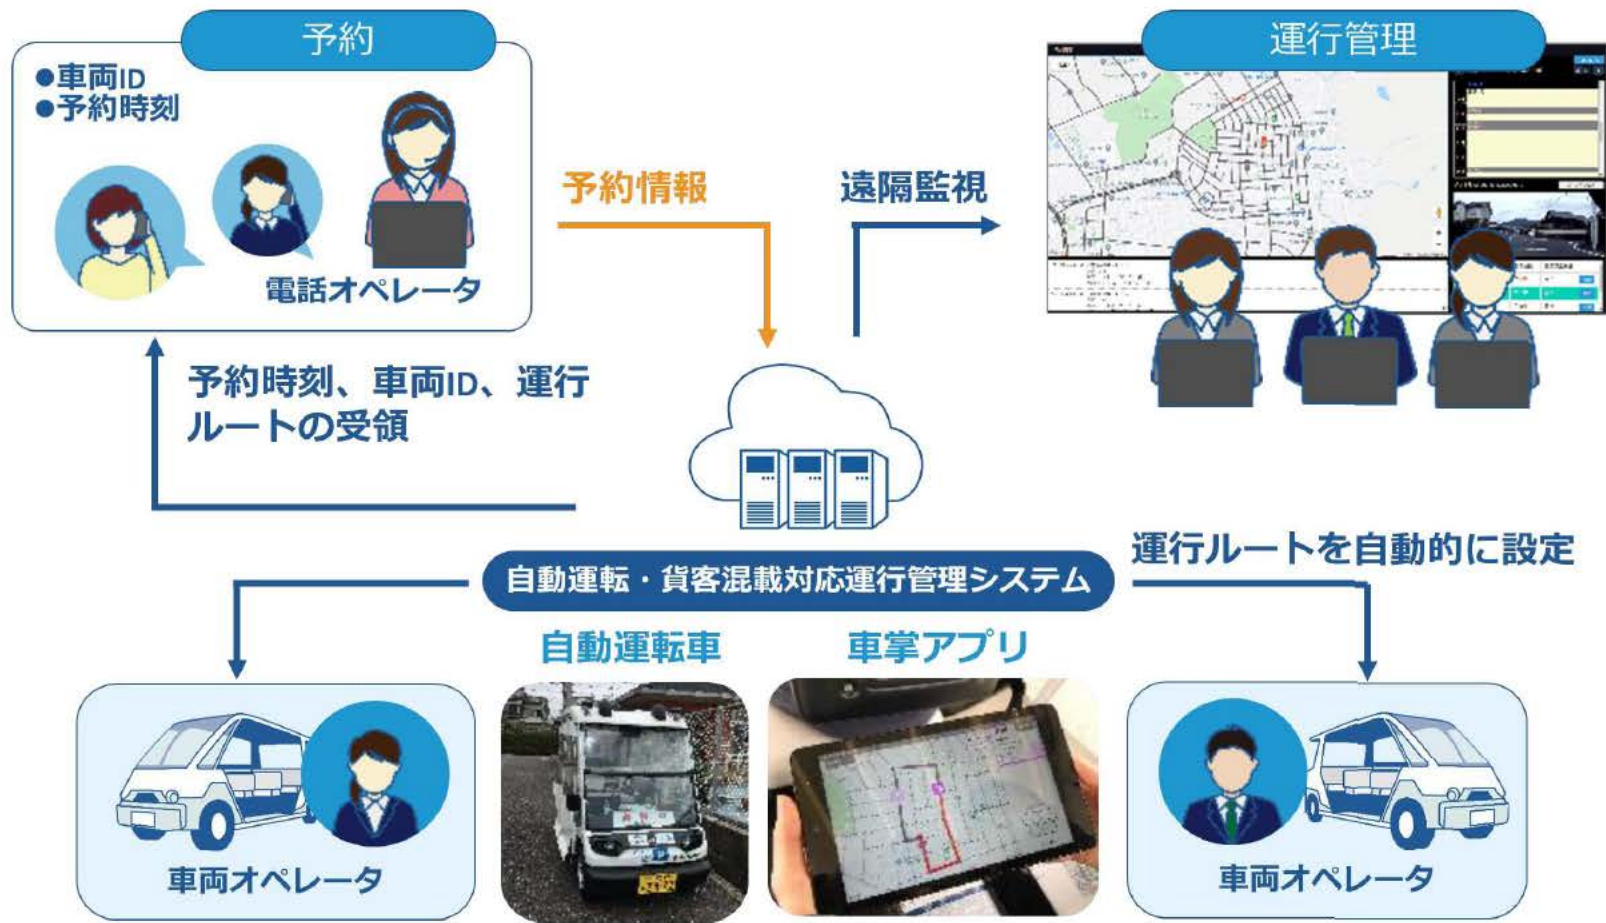 予約
●車両ID
●予約時刻
電話オペレータ
予約情報
遠隔監視
運行管理
予約時刻、車両ID、運行
ルートの受領
運行ルートを自動的に設定
自動運転・貨客混載対応運行管理システム
自動運転車
車掌アプリ
車両オペレータ
車両オペレータ